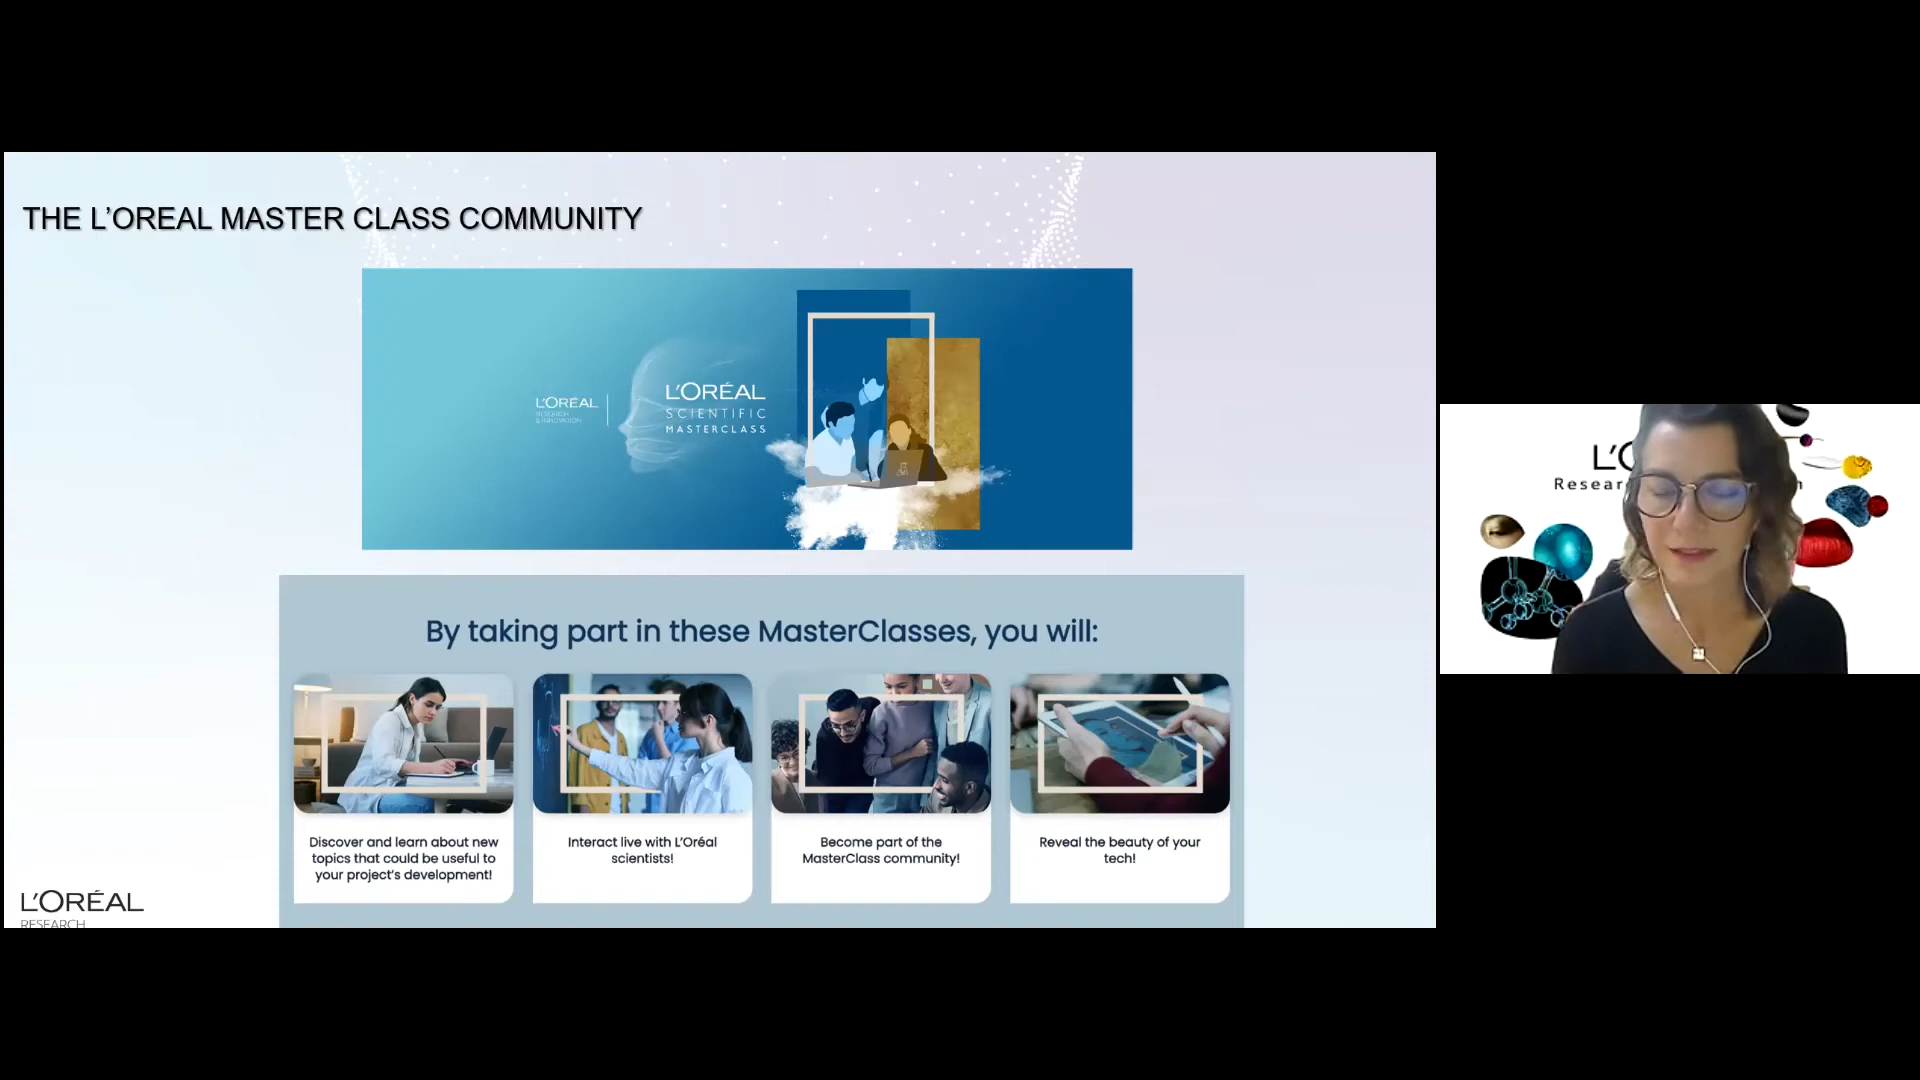 THE L'OREAL MASTER CLASS COMMUNITY
L'ORÉAL
RESEARCH
& INNOVATION
L'ORÉAL
SCIENTIFIC
MASTERCLASS
By taking part in these MasterClasses, you will:
Discover and learn about new
topics that could be useful to
your project's development!
Interact live with L'Oréal
scientists!
Become part of the
MasterClass community!
Reveal the beauty of your
tech!
L'ORÉAL
RESEARCH